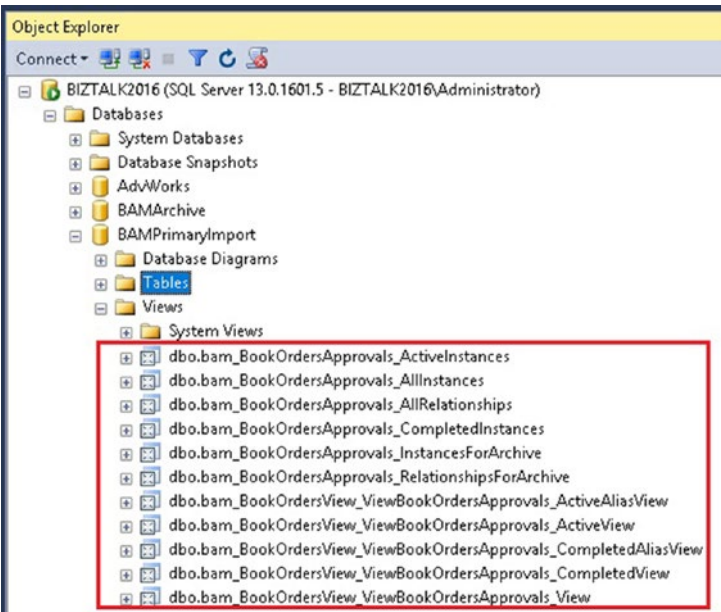 Object Explorer
Connect
BIZTALK2016 (SQL Server 13.0.1601.5 - BIZTALK2016\Administrator)
Databases
System Databases
Database Snapshots
AdvWorks
BAMArchive
BAMPrimaryImport
Database Diagrams
Tables
Views
System Views
dbo.bam_BookOrdersApprovals_ActiveInstances
dbo.bam_BookOrdersApprovals_AllInstances
dbo.bam_BookOrdersApprovals_AllRelationships
dbo.bam_BookOrdersApprovals_CompletedInstances
dbo.bam_BookOrdersApprovals_InstancesForArchive
dbo.bam_BookOrdersApprovals_RelationshipsForArchive
dbo.bam_BookOrdersView_ViewBookOrdersApprovals_ActiveAliasView
dbo.bam_BookOrdersView_ViewBookOrdersApprovals_ActiveView
dbo.bam_BookOrdersView_ViewBookOrdersApprovals_CompletedAliasView
dbo.bam_BookOrdersView_ViewBookOrdersApprovals_CompletedView
dbo.bam_BookOrdersView_ViewBookOrdersApprovals_View